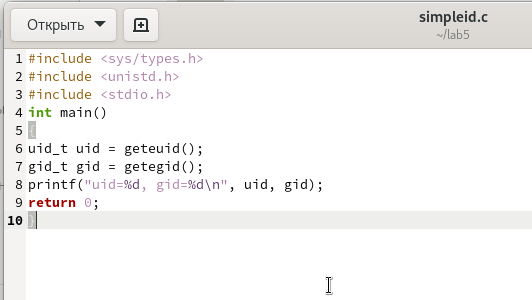 Открыть
simpleid.c
~/lab5
1 #include <sys/types.h>
2 #include <unistd.h>
3 #include <stdio.h>
4 int main()
5 {
6 uid_t uid = geteuid();
7 gid_t gid = getegid();
8 printf("uid=%d, gid=%d\n", uid, gid);
9 return 0;
10 }